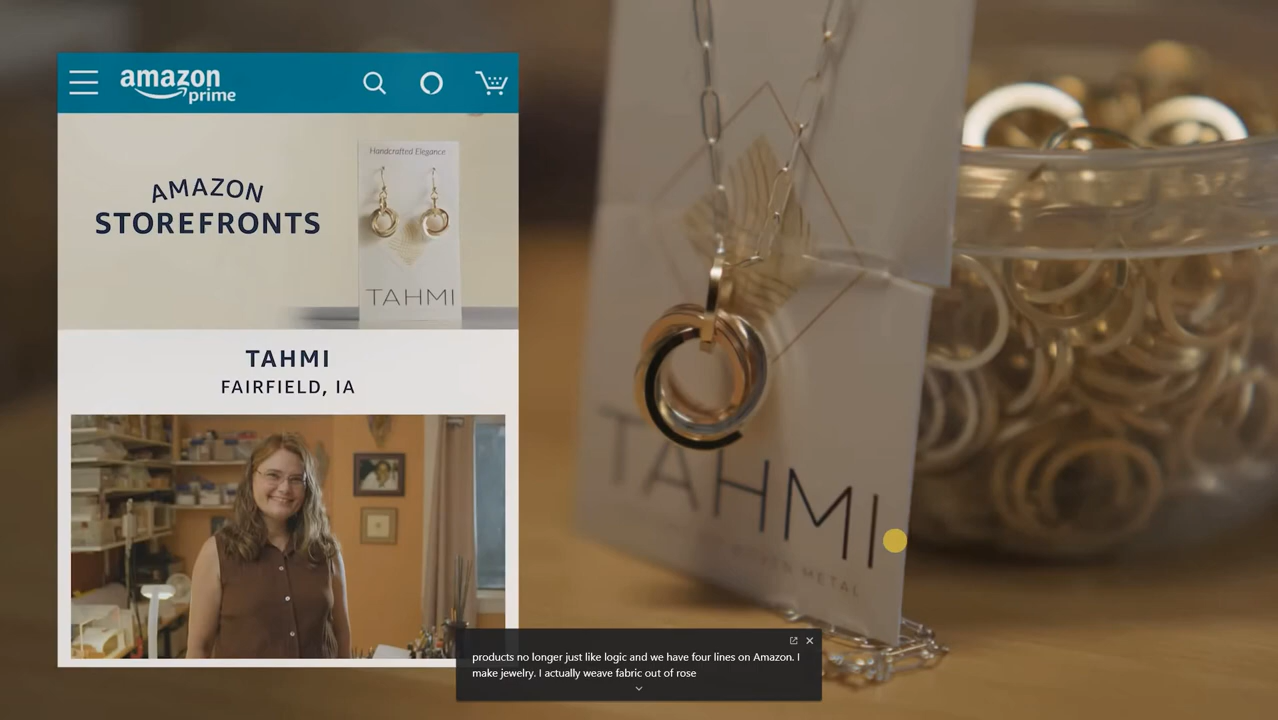 amazon
prime
Handcrafted Elegance
AMAZON
STOREFRONTS
TAHMI
TAHMI
FAIRFIELD, IA
TAHMI
METAL
products no longer just like logic and we have four lines on Amazon. I
make jewelry. I actually weave fabric out of rose